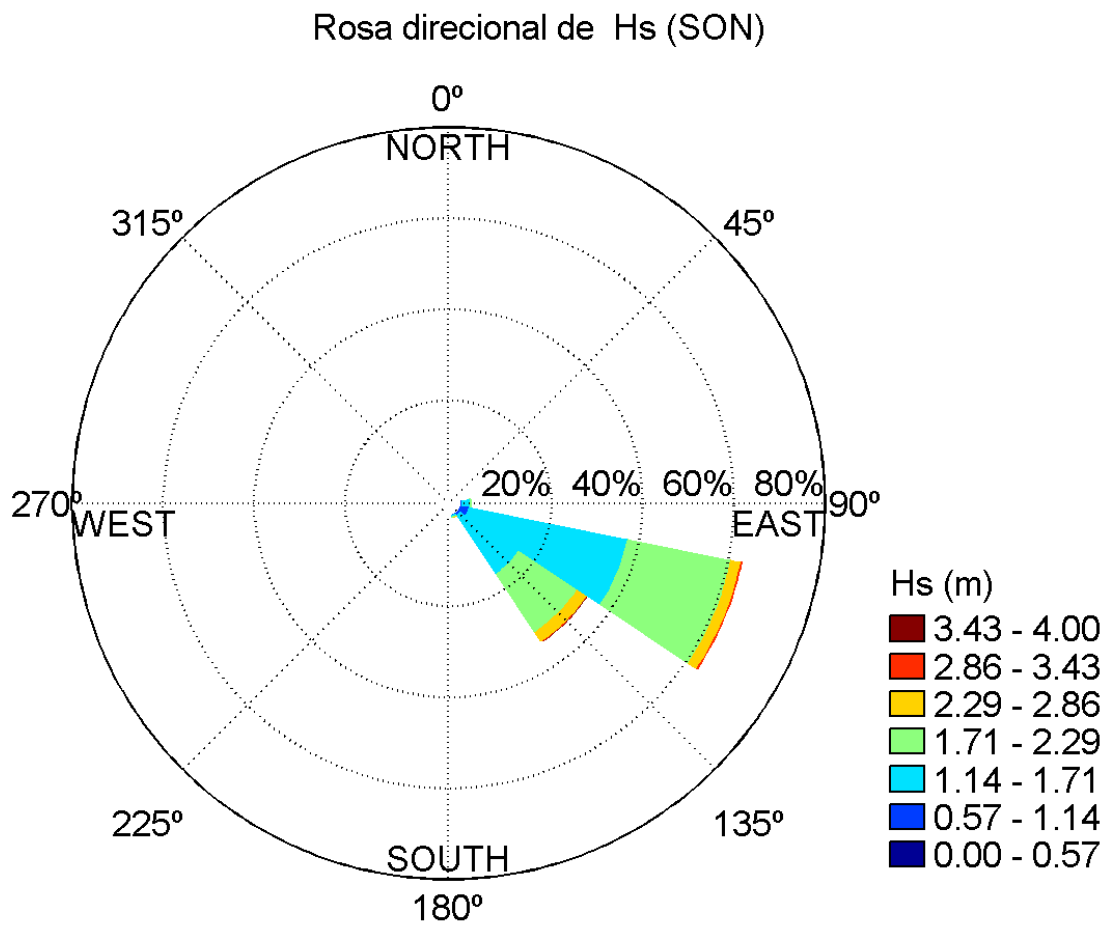 Rosa direcional de Hs (SON)
0º
NORTH
315º
45º
20% 40% 60% 80%
270º
90º
WEST
EAST
Hs (m)
3.43 - 4.00
2.86 - 3.43
2.29 - 2.86
1.71 - 2.29
1.14 - 1.71
0.57 - 1.14
0.00 - 0.57
225º
135º
SOUTH
180º